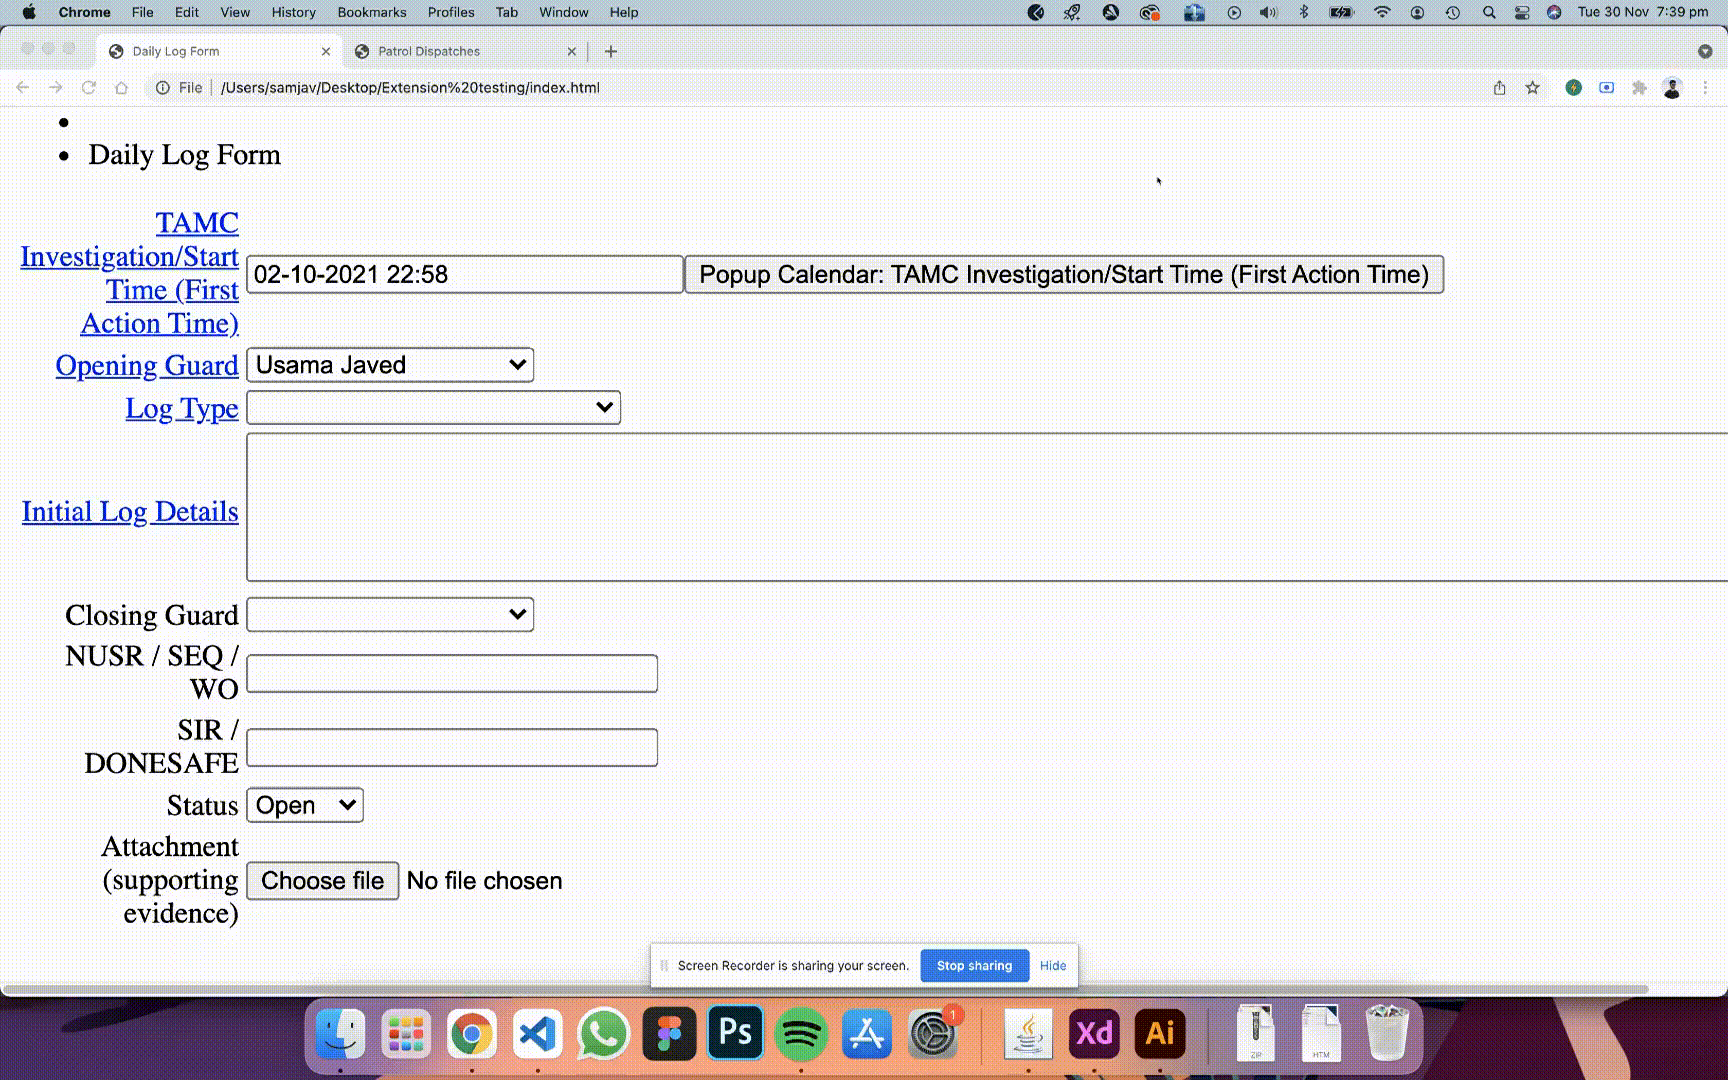 Chrome File Edit View History Bookmarks Profiles Tab Window Help Tue 30 Nov 7:39 pm
Daily Log Form Patrol Dispatches
File /Users/samjav/Desktop/Extension%20testing/index.html
Daily Log Form
TAMC
Investigation/Start
Time (First
Action Time)
02-10-2021 22:58 Popup Calendar: TAMC Investigation/Start Time (First Action Time)
Opening Guard Usama Javed
Log Type
Initial Log Details
Closing Guard
NUSR / SEQ /
WO
SIR /
DONESAFE
Status Open
Attachment
(supporting
evidence)
Choose file No file chosen
Screen Recorder is sharing your screen. Stop sharing Hide
Ps
1
Xd
Ai
ZIP
HTM